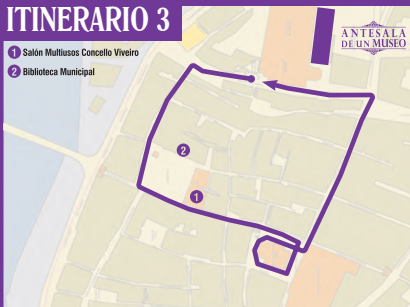 ITINERARIO 3
1 Salón Multiusos Concello Viveiro
2 Biblioteca Municipal
ANTESALA
DE UN MUSEO
2
1